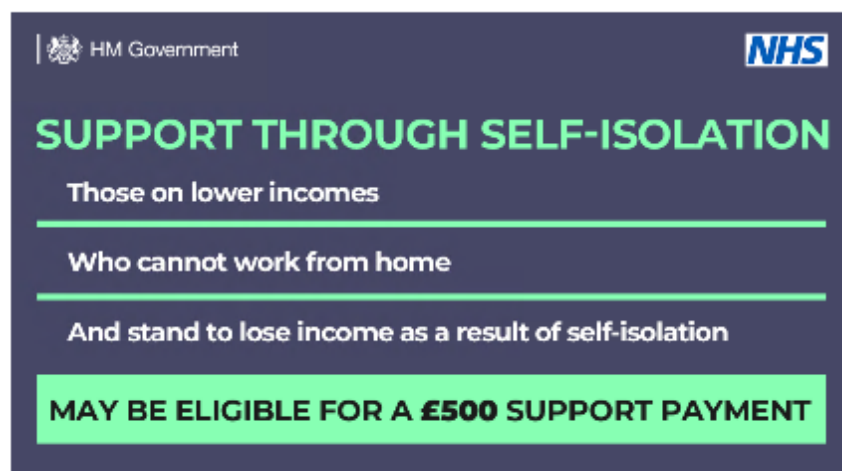 HM Government
NHS
SUPPORT THROUGH SELF-ISOLATION
Those on lower incomes
Who cannot work from home
And stand to lose income as a result of self-isolation
MAY BE ELIGIBLE FOR A £500 SUPPORT PAYMENT